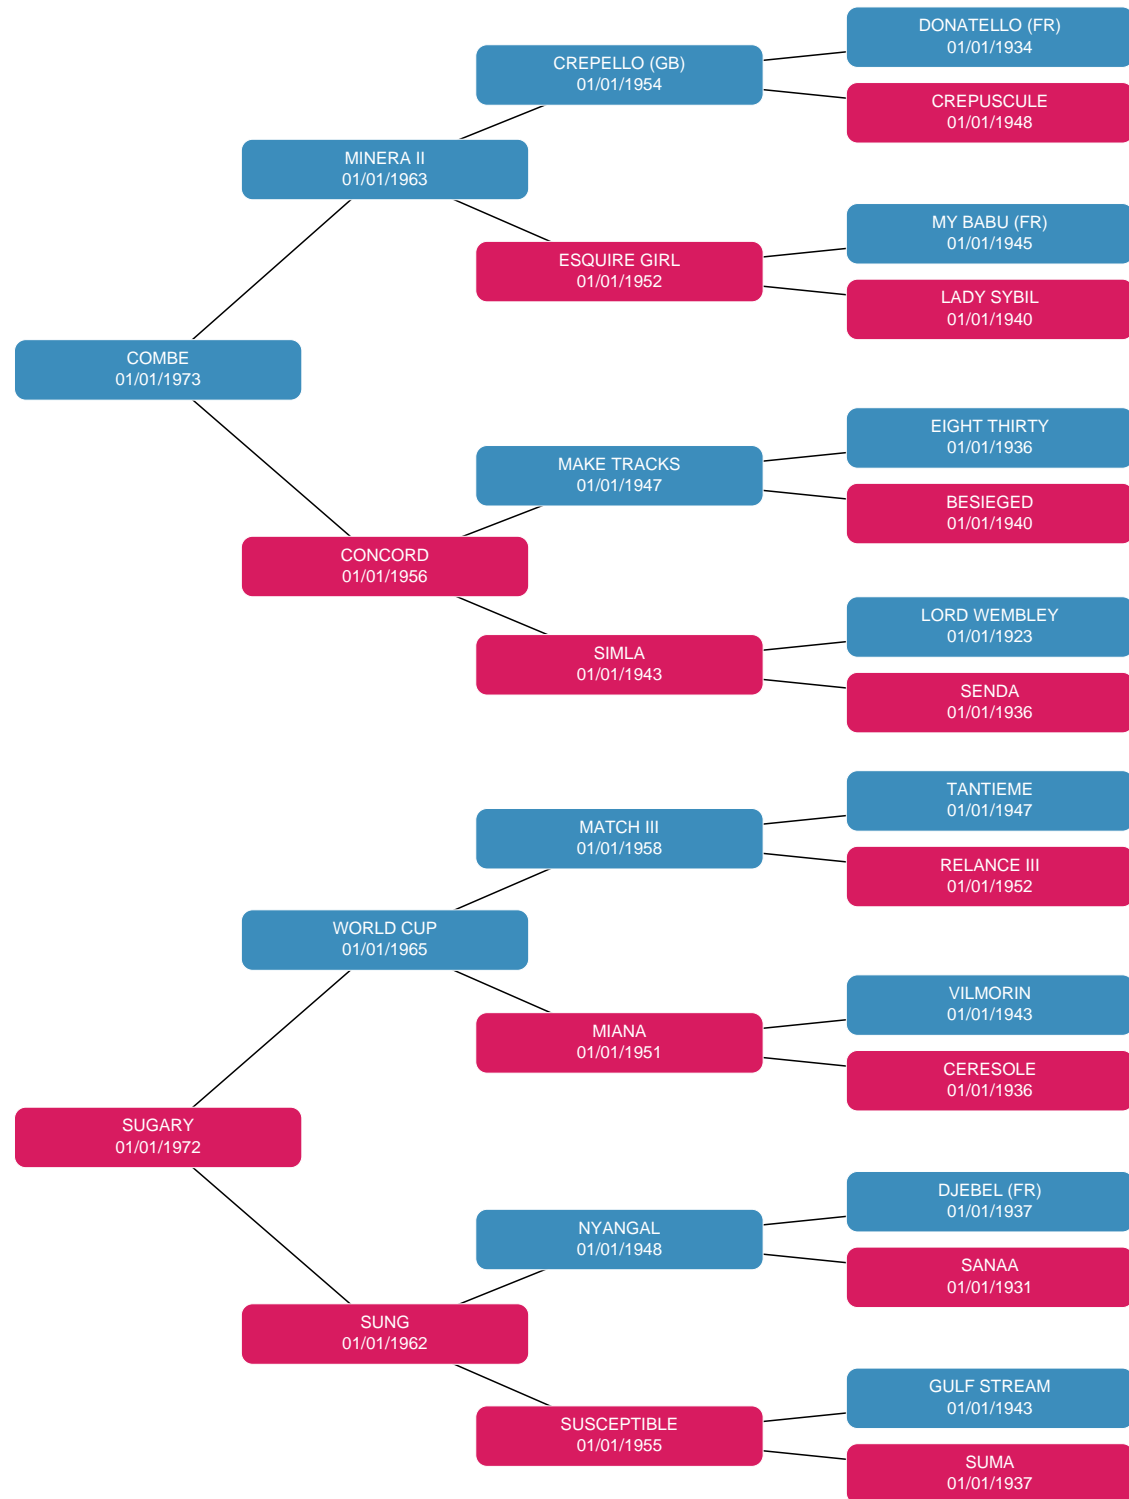 DONATELLO (FR)
01/01/1934
CREPELLO (GB)
01/01/1954
CREPUSCULE
01/01/1948
MINERA II
01/01/1963
MY BABU (FR)
01/01/1945
ESQUIRE GIRL
01/01/1952
LADY SYBIL
01/01/1940
COMBE
01/01/1973
EIGHT THIRTY
01/01/1936
MAKE TRACKS
01/01/1947
BESIEGED
01/01/1940
CONCORD
01/01/1956
LORD WEMBLEY
01/01/1923
SIMLA
01/01/1943
SENDA
01/01/1936
TANTIEME
01/01/1947
MATCH III
01/01/1958
RELANCE III
01/01/1952
WORLD CUP
01/01/1965
VILMORIN
01/01/1943
MIANA
01/01/1951
CERESOLE
01/01/1936
SUGARY
01/01/1972
DJEBEL (FR)
01/01/1937
NYANGAL
01/01/1948
SANAA
01/01/1931
SUNG
01/01/1962
GULF STREAM
01/01/1943
SUSCEPTIBLE
01/01/1955
SUMA
01/01/1937